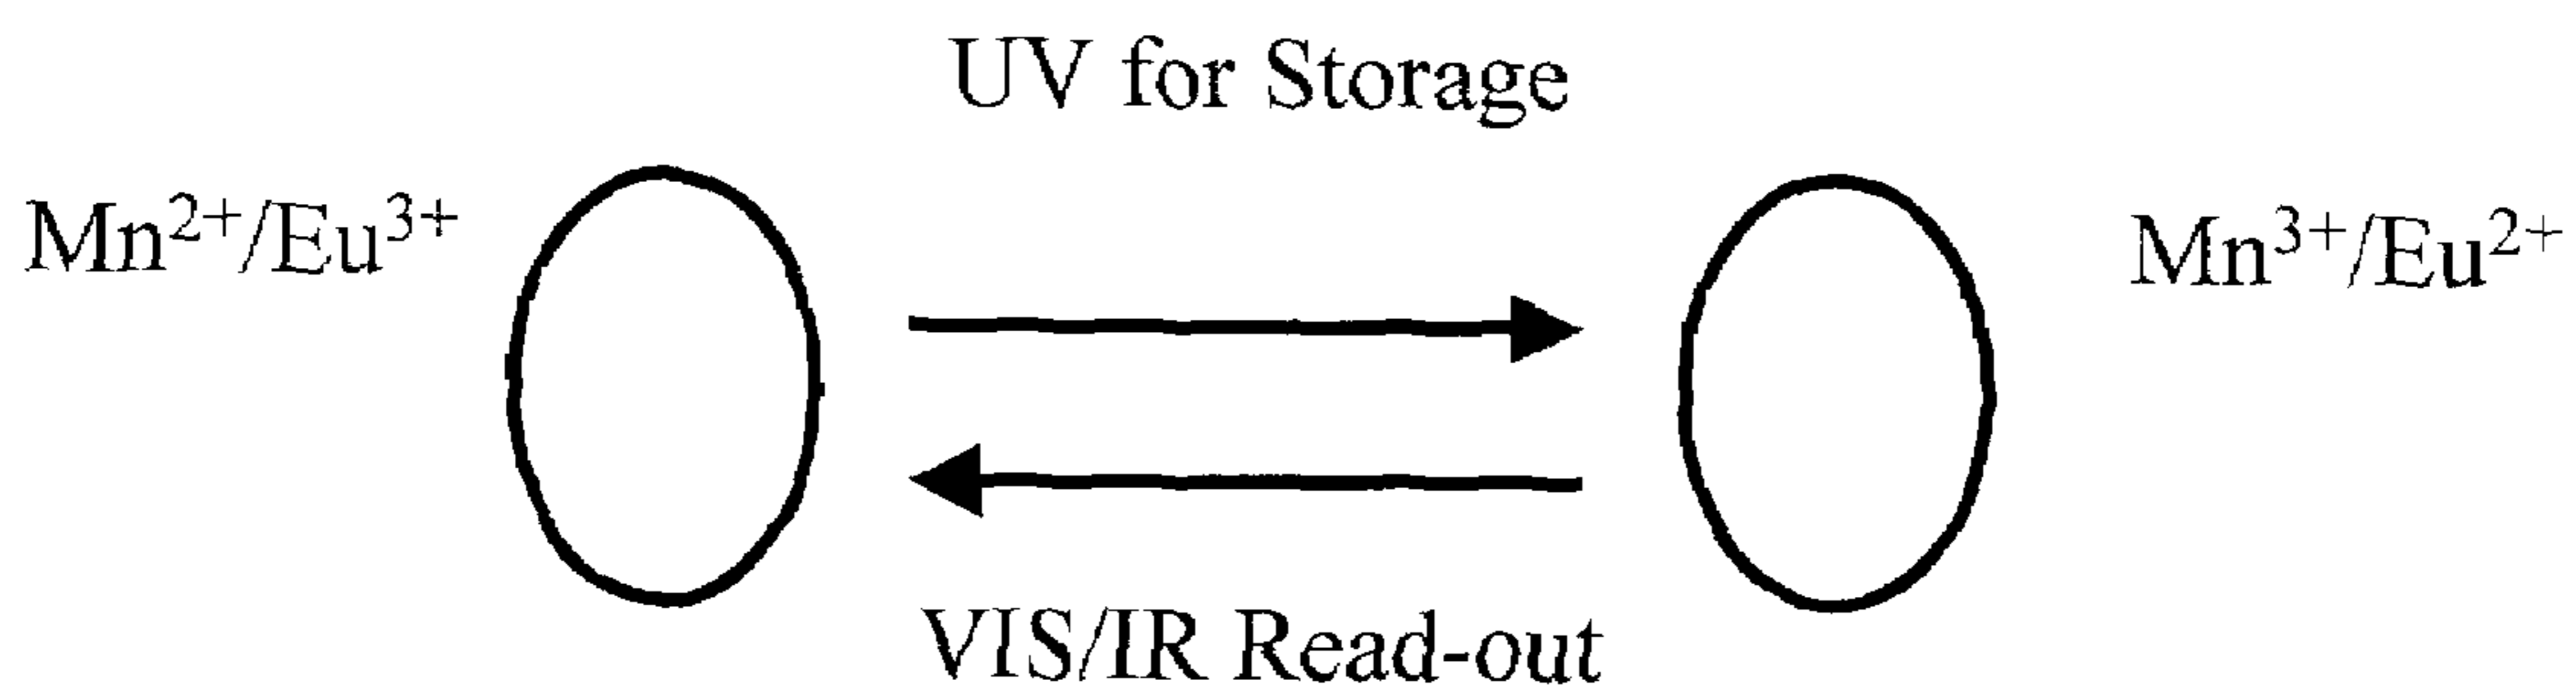 UV for Storage
Mn²⁺/Eu³⁺
Mn³⁺/Eu²⁺
VIS/IR Read-out